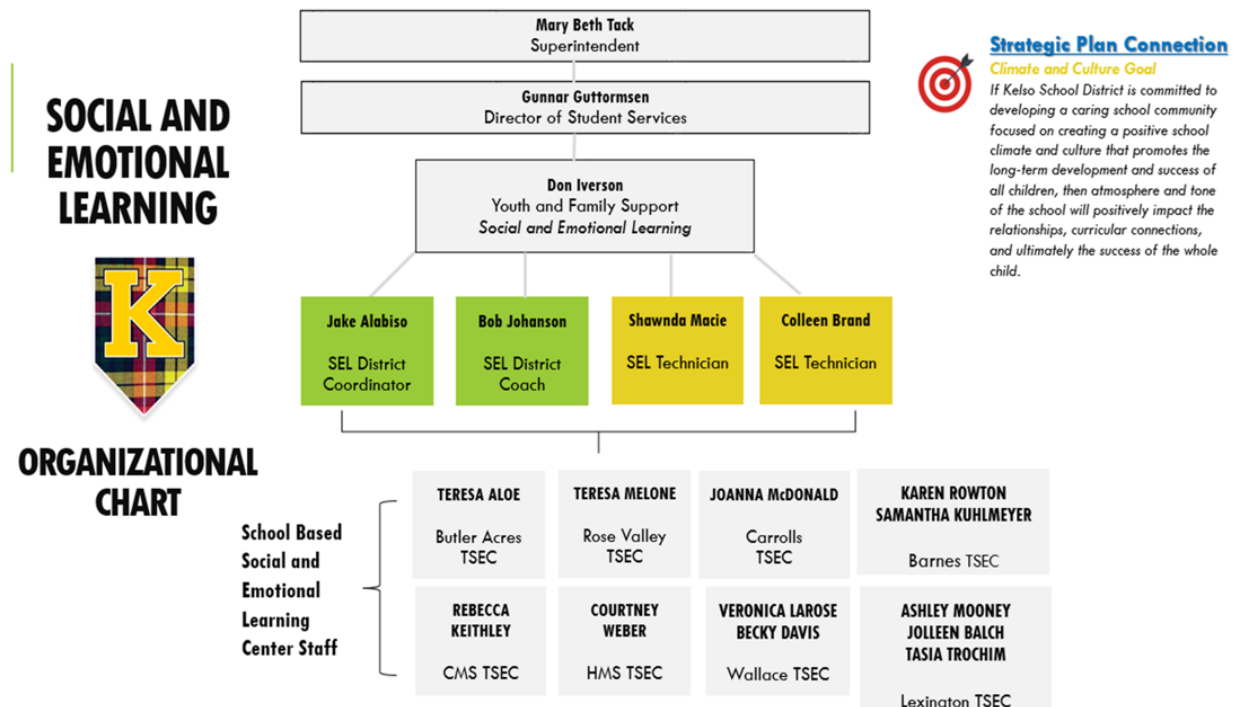 SOCIAL AND
EMOTIONAL
LEARNING
K
ORGANIZATIONAL
CHART
Mary Beth Tack
Superintendent
Gunnar Guttormsen
Director of Student Services
Don Iverson
Youth and Family Support
Social and Emotional Learning
Jake Alabiso
SEL District
Coordinator
Bob Johanson
SEL District
Coach
Shawnda Macie
SEL Technician
Colleen Brand
SEL Technician
Strategic Plan Connection
Climate and Culture Goal
If Kelso School District is committed to
developing a caring school community
focused on creating a positive school
climate and culture that promotes the
long-term development and success of
all children, then atmosphere and tone
of the school will positively impact the
relationships, curricular connections,
and ultimately the success of the whole
child.
School Based
Social and
Emotional
Learning
Center Staff
TERESA ALOE
Butler Acres
TSEC
TERESA MELONE
Rose Valley
TSEC
JOANNA McDONALD
Carrolls
TSEC
KAREN ROWTON
SAMANTHA KUHLMEYER
Barnes TSEC
REBECCA
KEITHLEY
CMS TSEC
COURTNEY
WEBER
HMS TSEC
VERONICA LAROSE
BECKY DAVIS
Wallace TSEC
ASHLEY MOONEY
JOLLEEN BALCH
TASIA TROCHIM
Lexington TSEC